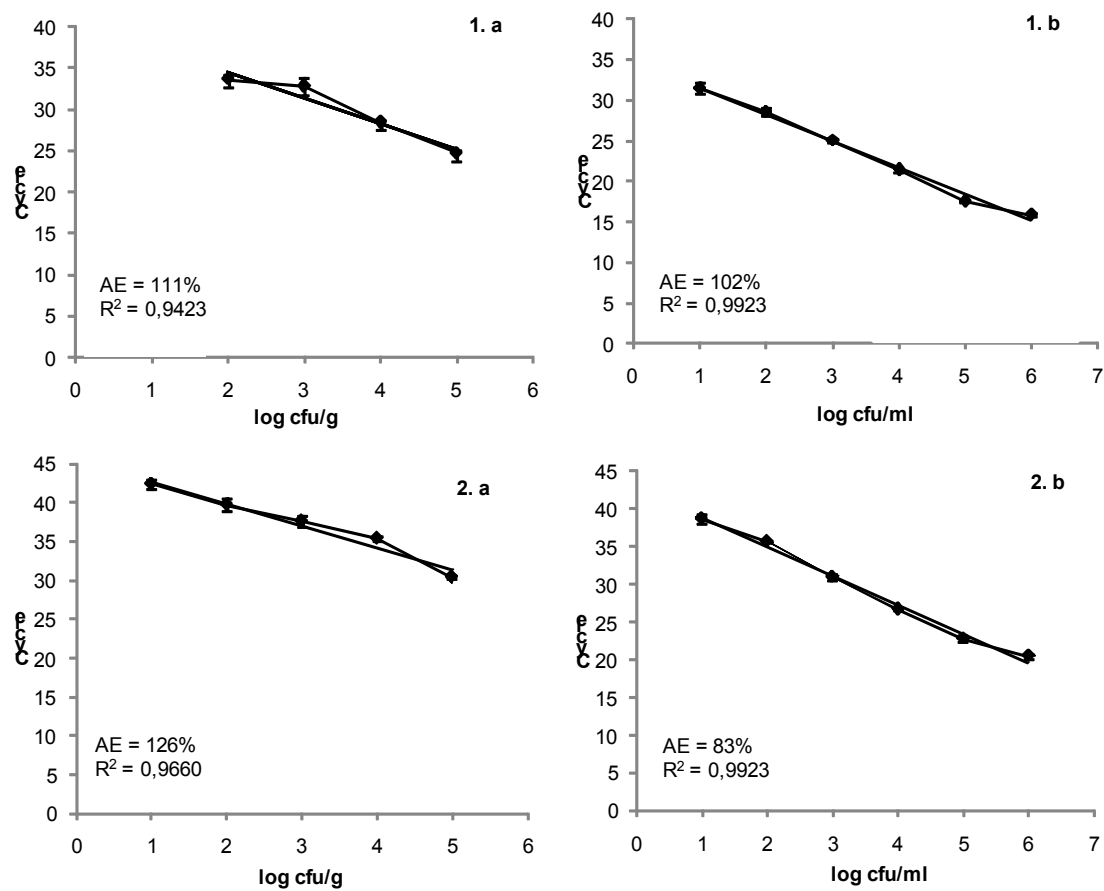 1. a
40
35
30
25
20
15
10
5
0
Cycle
AE = 111%
R² = 0,9423
0 1 2 3 4 5 6
log cfu/g
1. b
40
35
30
25
20
15
10
5
0
Cycle
AE = 102%
R² = 0,9923
0 1 2 3 4 5 6 7
log cfu/ml
2. a
45
40
35
30
25
20
15
10
5
0
Cycle
AE = 126%
R² = 0,9660
0 1 2 3 4 5 6
log cfu/g
2. b
45
40
35
30
25
20
15
10
5
0
Cycle
AE = 83%
R² = 0,9923
0 1 2 3 4 5 6 7
log cfu/ml